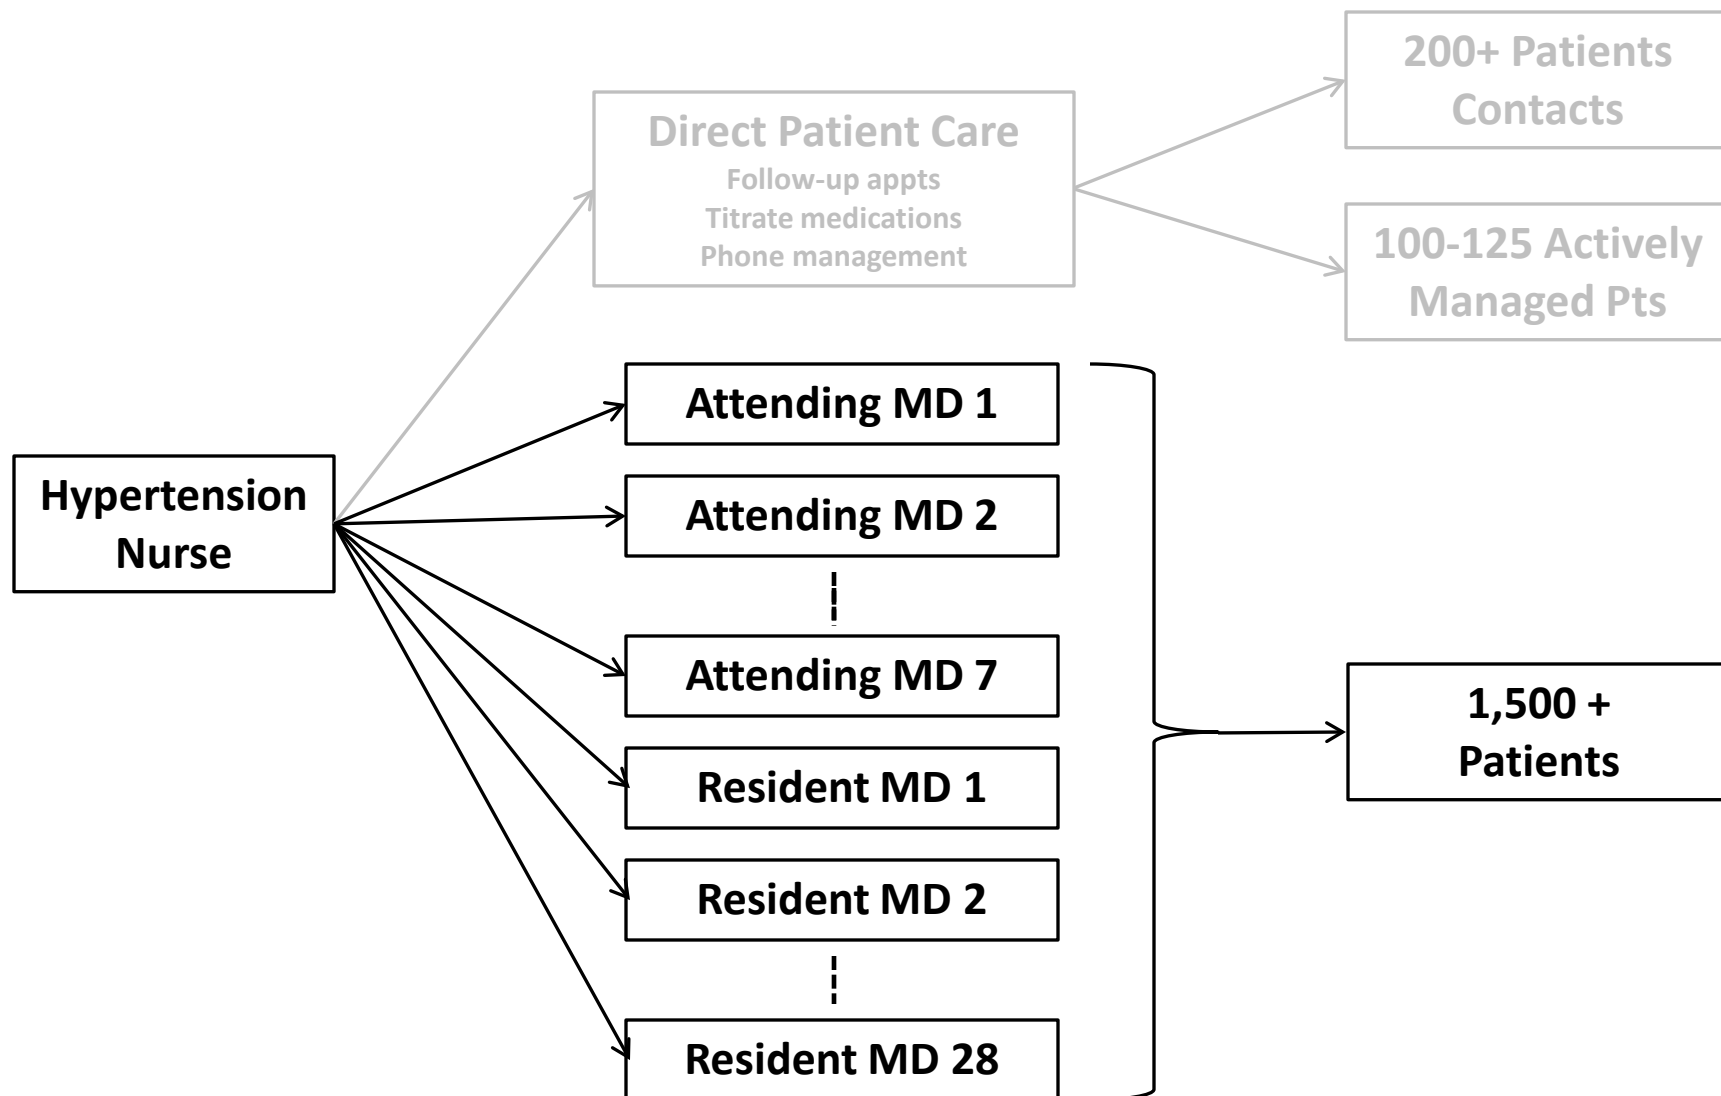 200+ Patients
Contacts
Direct Patient Care
Follow-up appts
Titrate medications
Phone management
100-125 Actively
Managed Pts
Attending MD 1
Hypertension
Nurse
Attending MD 2
Attending MD 7
1,500 +
Patients
Resident MD 1
Resident MD 2
Resident MD 28